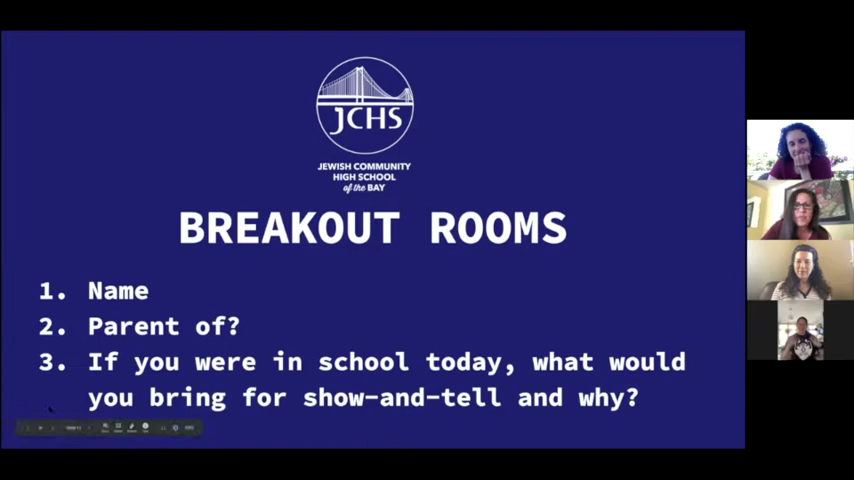 JCHS
JEWISH COMMUNITY
HIGH SCHOOL
of the BAY
BREAKOUT ROOMS
1. Name
2. Parent of?
3. If you were in school today, what would
you bring for show-and-tell and why?